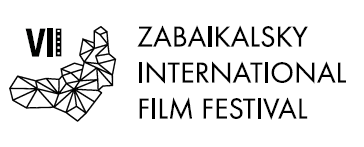 VII
ZABAIKALSKY
INTERNATIONAL
FILM FESTIVAL